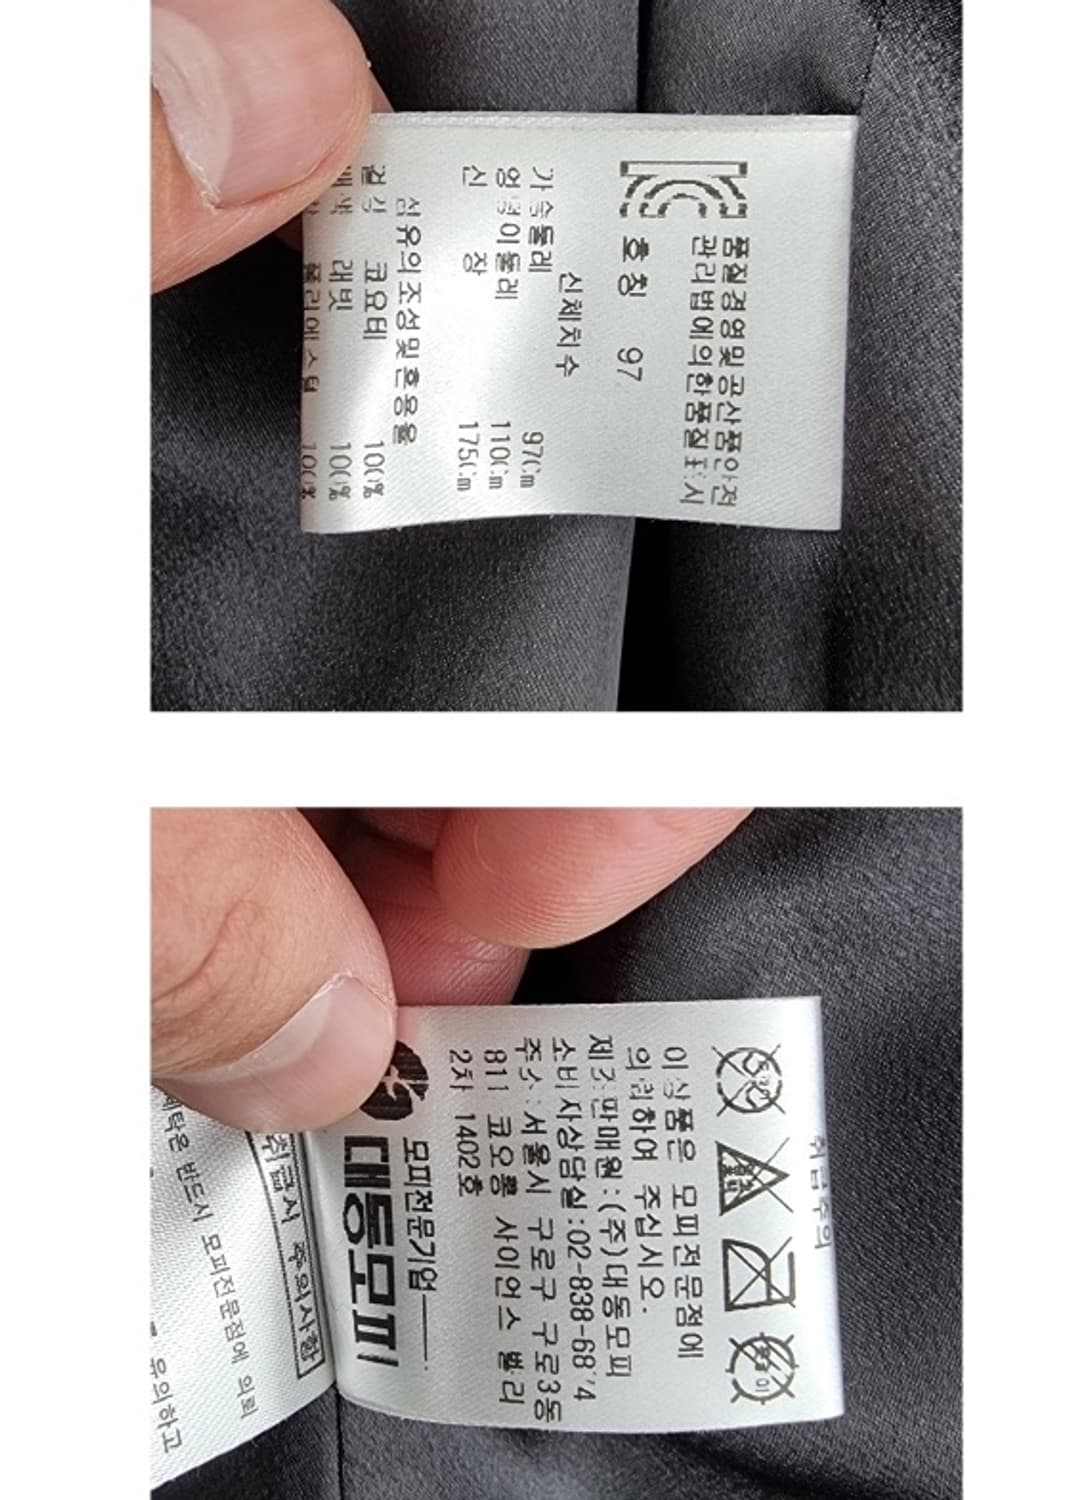 품질경영및공산품안전
관리법에의한품질표시
호칭 97
신체치수
가슴둘레 97Cm
엉덩이둘레 110Cm
신 장 175Cm
섬유의조성및혼용율
겉감 코요테 100%
배색 래빗 100%
폴리에스텔 100%
취급주의
이상품은 모피전문점에
의뢰하여 주십시오.
제조판매원:(주)대동모피
소비자상담실:02-838-68
주소:서울시 구로구 구로3동
811 코오롱 사이언스 밸리
2차 1402호
모피전문기업
대동모피
취급시 주의사항
세탁은 반드시 모피전문점에 의뢰
유의하고